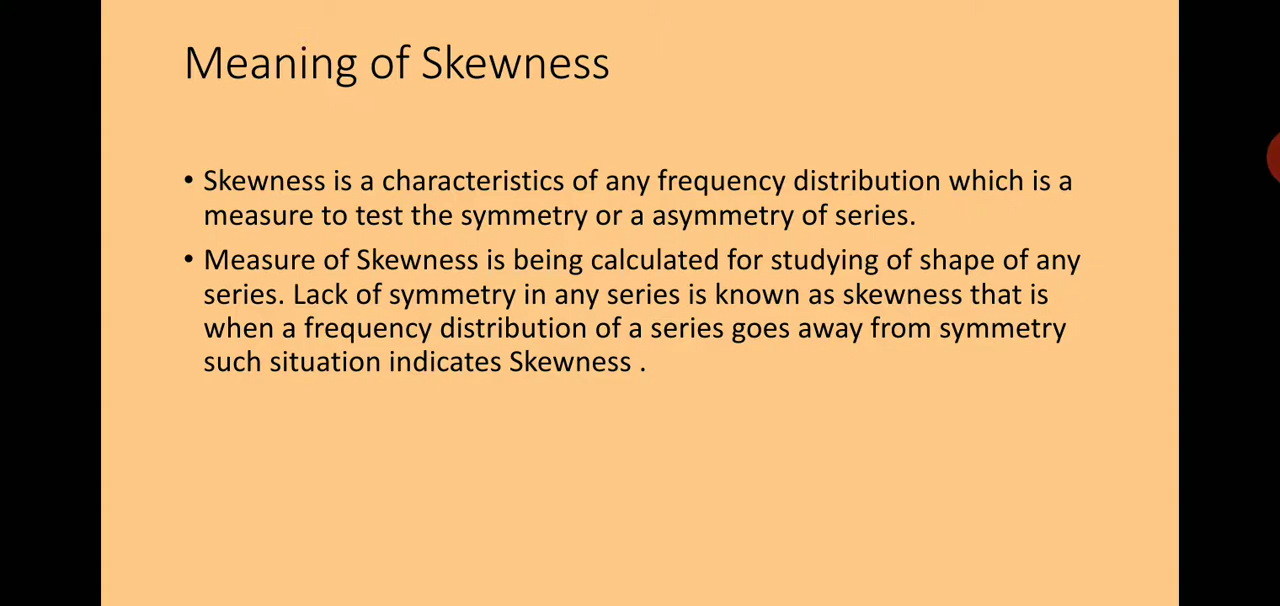 Meaning of Skewness
• Skewness is a characteristics of any frequency distribution which is a
measure to test the symmetry or a asymmetry of series.
• Measure of Skewness is being calculated for studying of shape of any
series. Lack of symmetry in any series is known as skewness that is
when a frequency distribution of a series goes away from symmetry
such situation indicates Skewness .